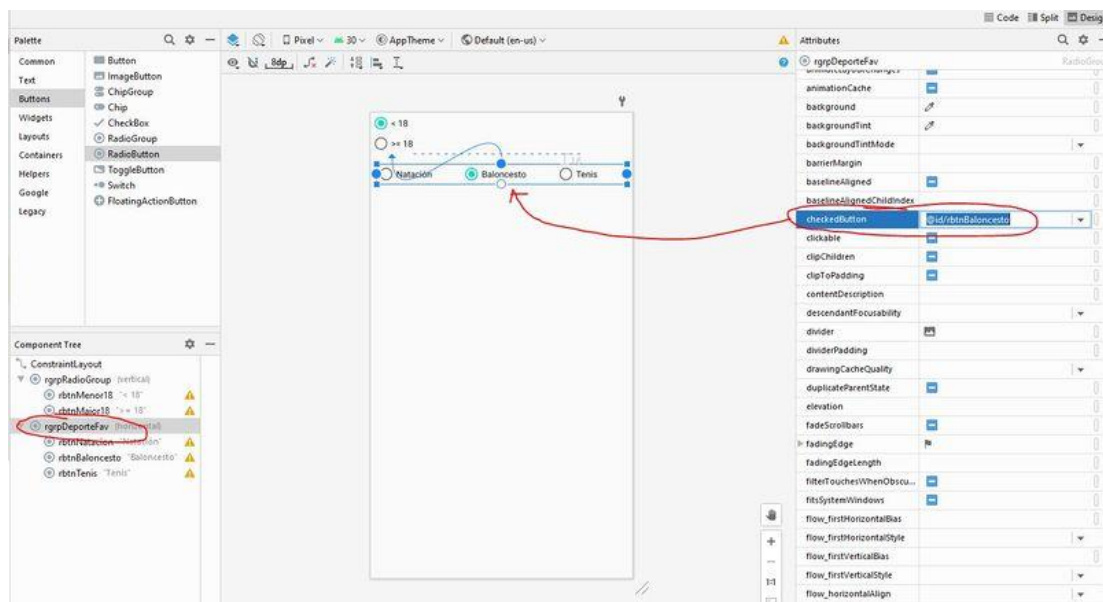 Code Split Desig
Palette
Common
Text
Buttons
Widgets
Layouts
Containers
Helpers
Google
Legacy
Button
ImageButton
ChipGroup
Chip
CheckBox
RadioGroup
RadioButton
ToggleButton
Switch
FloatingActionButton
Pixel 30 AppTheme Default (en-us)
8dp
< 18
>= 18
Natación Baloncesto Tenis
Component Tree
ConstraintLayout
rgrpRadioGroup (vertical)
rbtnMenor18 "< 18"
rbtnMaior18 ">= 18"
rgrpDeporteFav (horizontal)
rbtnNatacion "Natación"
rbtnBaloncesto "Baloncesto"
rbtnTenis "Tenis"
Attributes
rgrpDeporteFav RadioGrou
animateLayoutChanges
animationCache
background
backgroundTint
backgroundTintMode
barrierMargin
baselineAligned
baselineAlignedChildIndex
checkedButton @id/rbtnBaloncesto
clickable
clipChildren
clipToPadding
contentDescription
descendantFocusability
divider
dividerPadding
drawingCacheQuality
duplicateParentState
elevation
fadeScrollbars
fadingEdge
fadingEdgeLength
filterTouchesWhenObscu...
fitsSystemWindows
flow_firstHorizontalBias
flow_firstHorizontalStyle
flow_firstVerticalBias
flow_firstVerticalStyle
flow_horizontalAlign
1:1